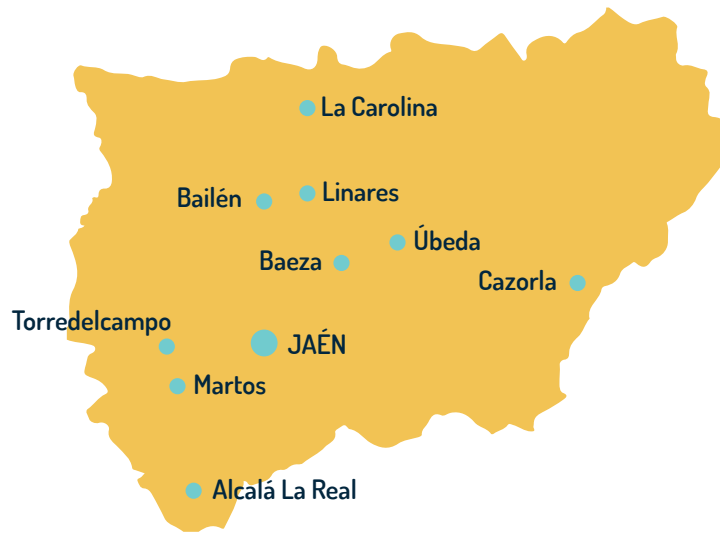 La Carolina
Linares
Bailén
Úbeda
Baeza
Cazorla
Torredelcampo
JAÉN
Martos
Alcalá La Real